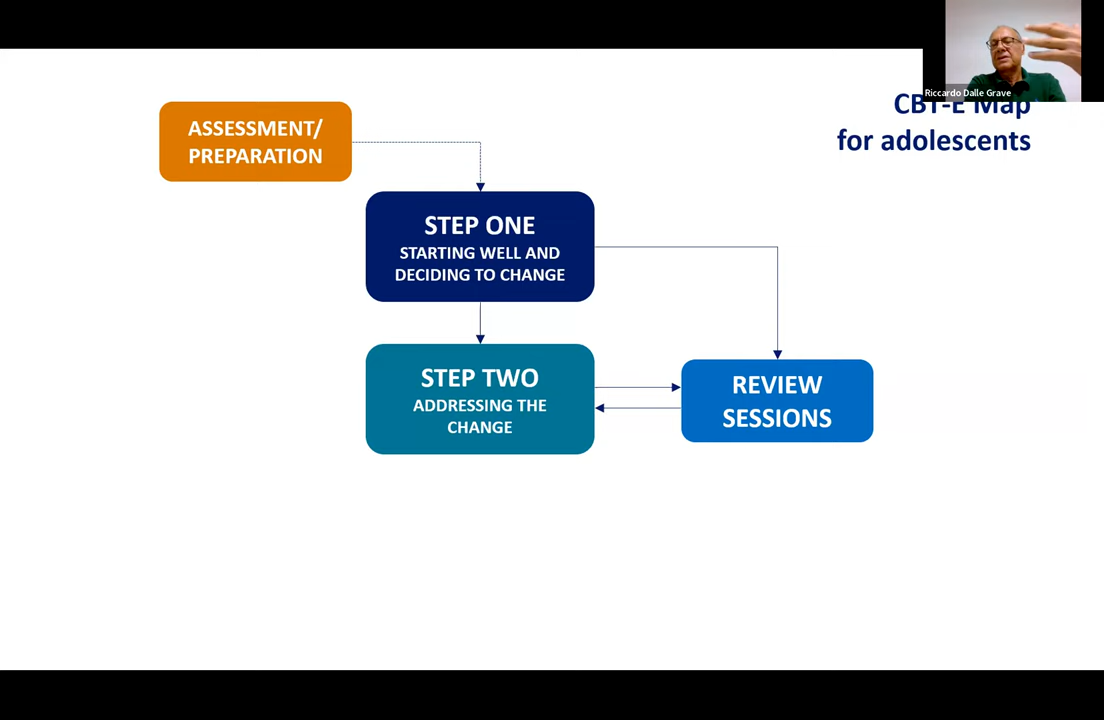 Riccardo Dalle Grave
CBT-E Map
for adolescents
ASSESSMENT/
PREPARATION
STEP ONE
STARTING WELL AND
DECIDING TO CHANGE
STEP TWO
ADDRESSING THE
CHANGE
REVIEW
SESSIONS